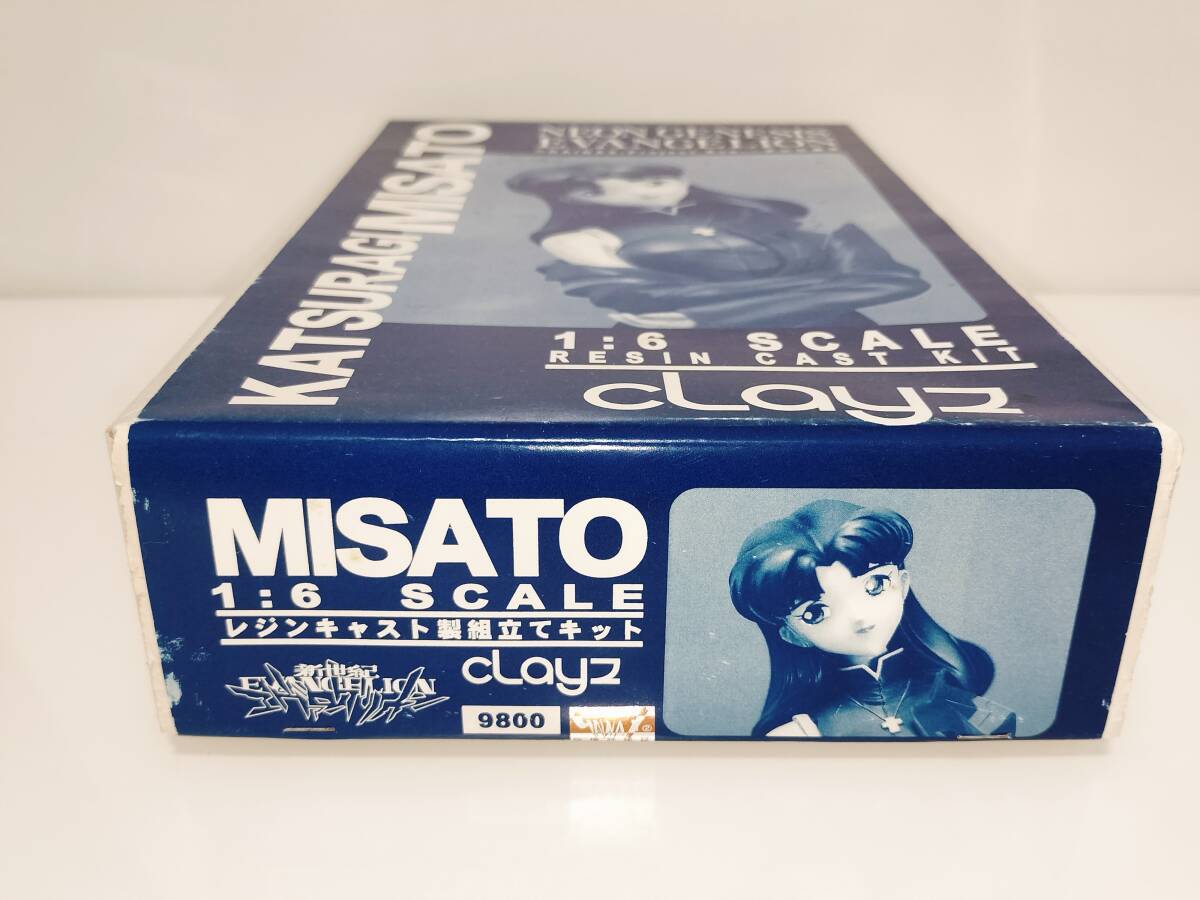 NEON GENESIS
EVANGELION
KATSURAGI MISATO
1:6 SCALE
RESIN CAST KIT
cLayz
MISATO
1:6 SCALE
レジンキャスト製組立てキット
新世紀
EVANGELION
エヴァンゲリオン
cLayz
9800